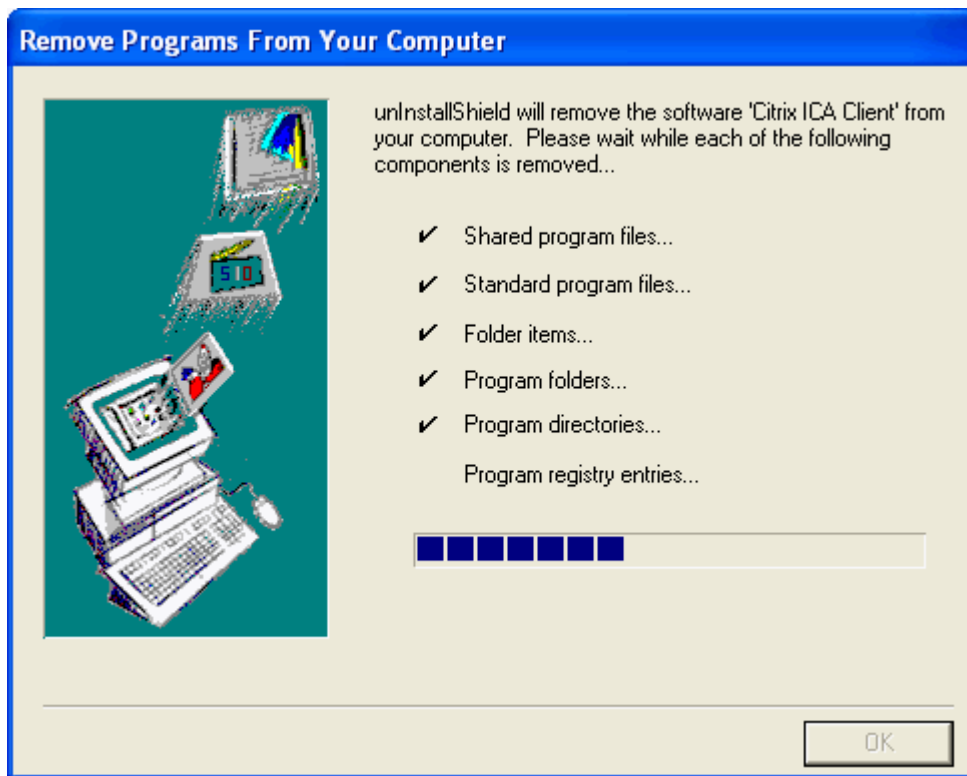 Remove Programs From Your Computer
unInstallShield will remove the software 'Citrix ICA Client' from
your computer.  Please wait while each of the following
components is removed...
✔ Shared program files...
✔ Standard program files...
✔ Folder items...
✔ Program folders...
✔ Program directories...
Program registry entries...
OK